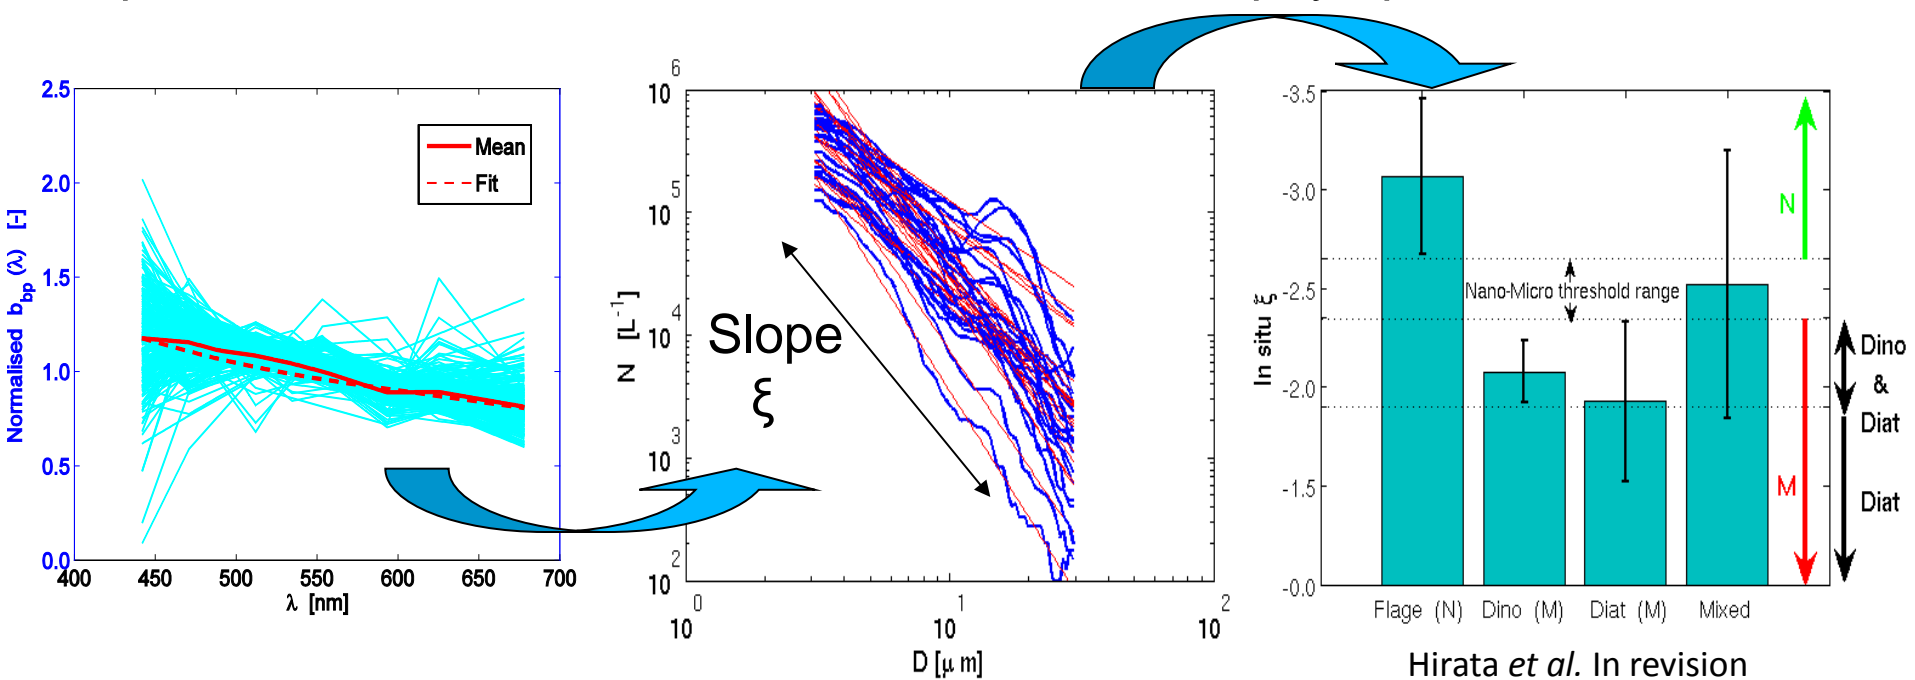 2.5
2.0
1.5
1.0
0.5
0.0
Normalised b_bp (λ) [-]
Mean
Fit
400 450 500 550 600 650 700
λ [nm]
10^6
10^5
10^4
10^3
10^2
N [L^-1]
Slope
ξ
10^0 10^1 10^2
D [μ m]
-3.5
-3.0
-2.5
-2.0
-1.5
-0.0
In situ ξ
Nano-Micro threshold range
N
M
Dino
&
Diat
Diat
Flage (N) Dino (M) Diat (M) Mixed
Hirata et al. In revision